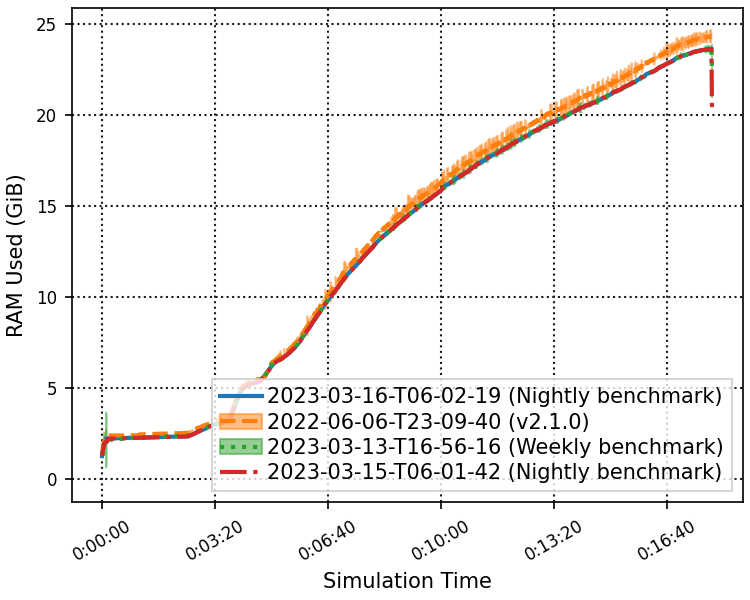 25
20
15
10
5
0
RAM Used (GiB)
2023-03-16-T06-02-19 (Nightly benchmark)
2022-06-06-T23-09-40 (v2.1.0)
2023-03-13-T16-56-16 (Weekly benchmark)
2023-03-15-T06-01-42 (Nightly benchmark)
0:00:00
0:03:20
0:06:40
0:10:00
0:13:20
0:16:40
Simulation Time